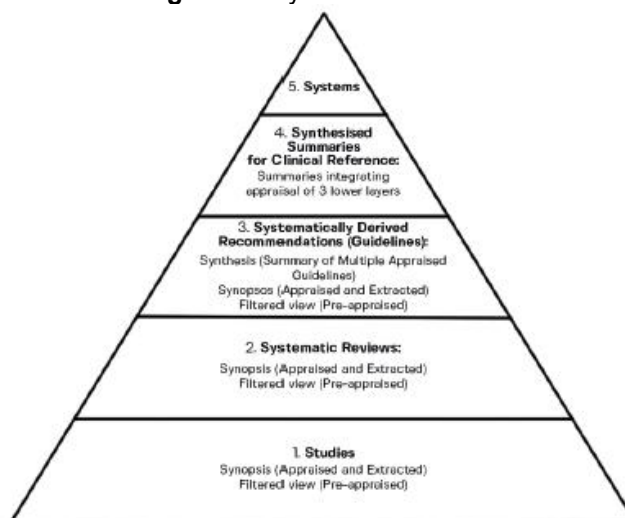 5. Systems
4. Synthesised
Summaries
for Clinical Reference:
Summaries integrating
appraisal of 3 lower layers
3. Systematically Derived
Recommendations (Guidelines):
Synthesis (Summary of Multiple Appraised
Guidelines)
Synopsos (Appraised and Extracted)
Filtered view (Pre-appraised)
2. Systematic Reviews:
Synopsis (Appraised and Extracted)
Filtered view (Pre-appraised)
1. Studies
Synopsis (Appraised and Extracted)
Filtered view (Pre-appraised)